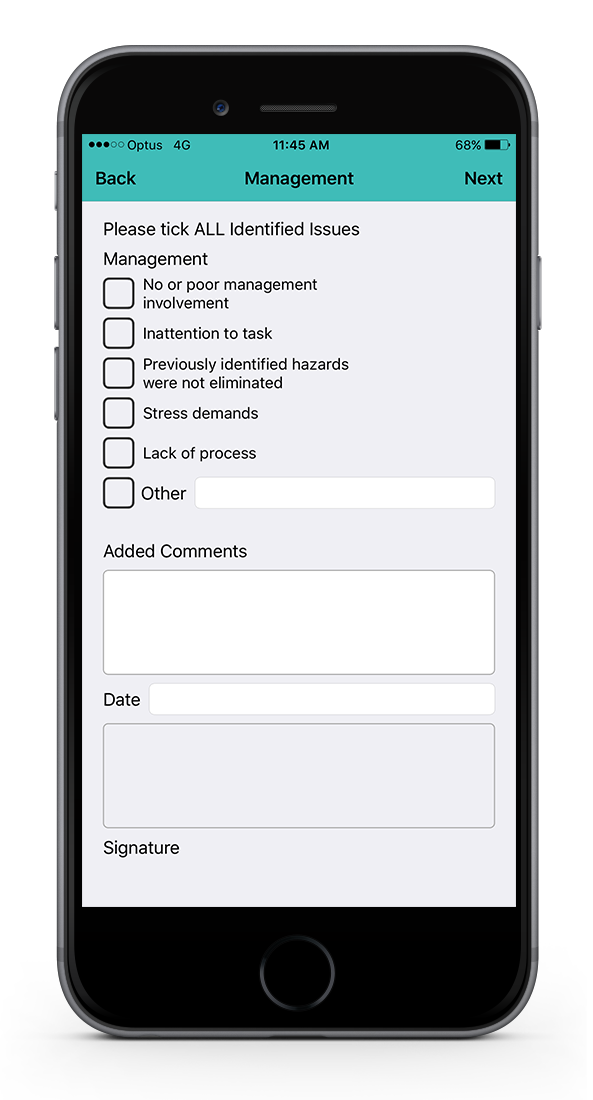 Optus 4G 11:45 AM 68%
Back Management Next
Please tick ALL Identified Issues
Management
No or poor management
involvement
Inattention to task
Previously identified hazards
were not eliminated
Stress demands
Lack of process
Other
Added Comments
Date
Signature